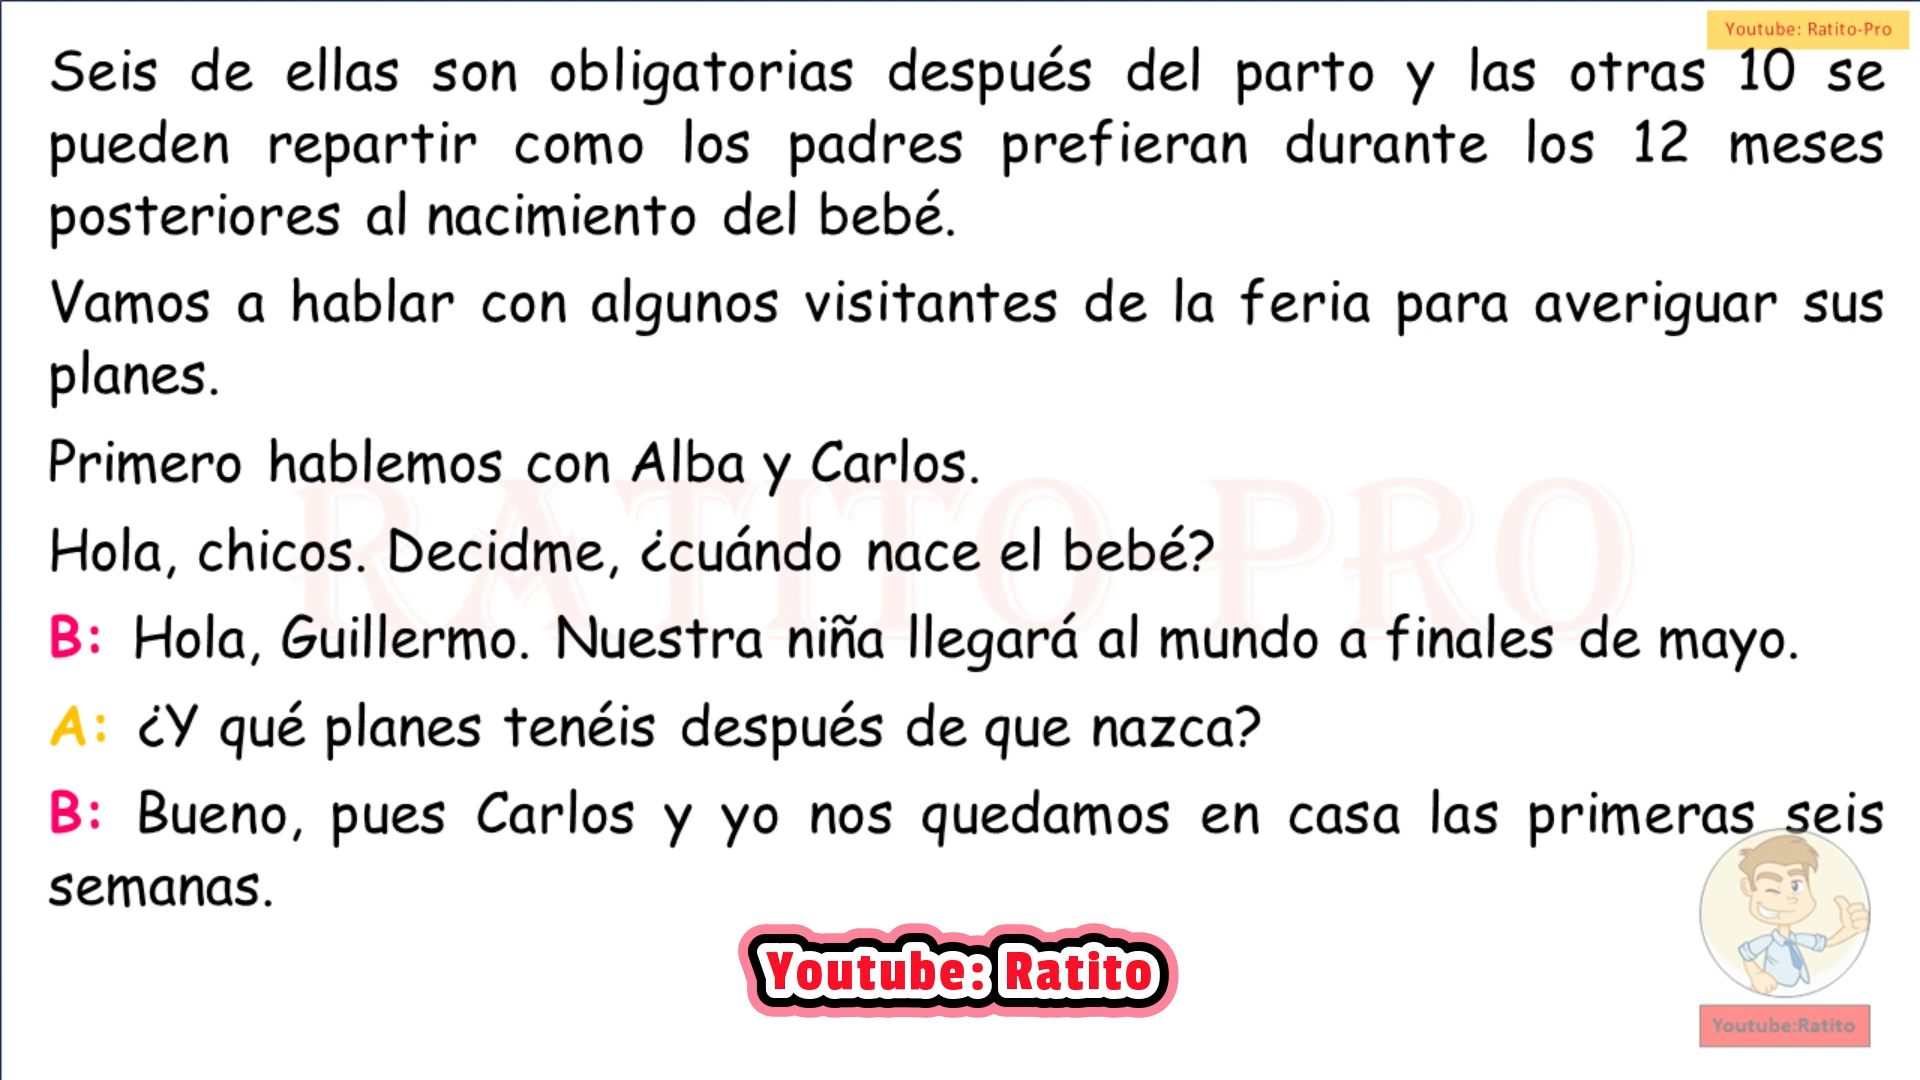 Youtube: Ratito-Pro
Seis de ellas son obligatorias después del parto y las otras 10 se
pueden repartir como los padres prefieran durante los 12 meses
posteriores al nacimiento del bebé.
Vamos a hablar con algunos visitantes de la feria para averiguar sus
planes.
Primero hablemos con Alba y Carlos.
RATITO PRO
Hola, chicos. Decidme, ¿cuándo nace el bebé?
B: Hola, Guillermo. Nuestra niña llegará al mundo a finales de mayo.
A: ¿Y qué planes tenéis después de que nazca?
B: Bueno, pues Carlos y yo nos quedamos en casa las primeras seis
semanas.
Youtube: Ratito
Youtube:Ratito